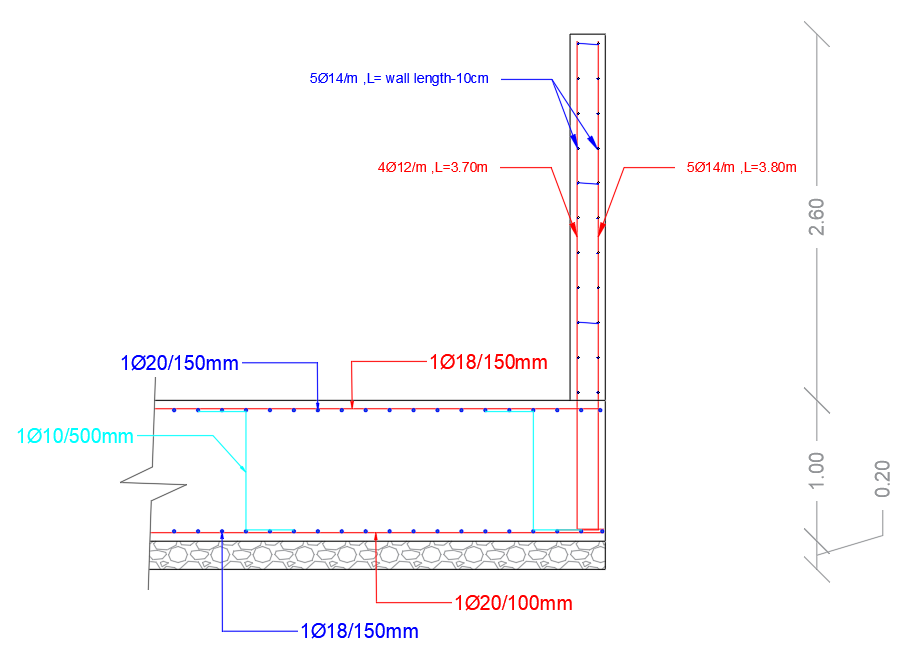 5Ø14/m ,L= wall length-10cm
4Ø12/m ,L=3.70m
5Ø14/m ,L=3.80m
2.60
1Ø20/150mm
1Ø18/150mm
1Ø10/500mm
1.00
0.20
1Ø20/100mm
1Ø18/150mm